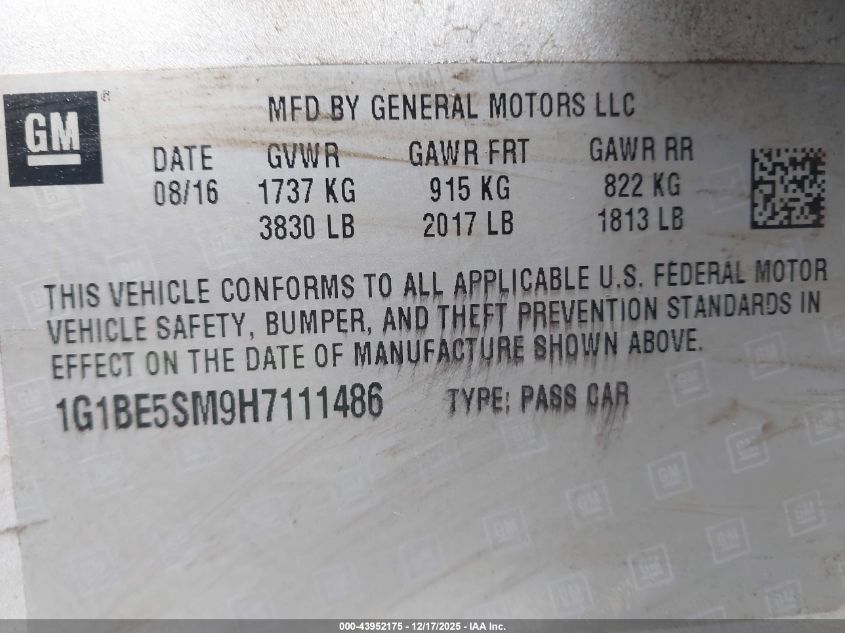 GM ®
MFD BY GENERAL MOTORS LLC
DATE GVWR GAWR FRT GAWR RR
08/16 1737 KG 915 KG 822 KG
3830 LB 2017 LB 1813 LB
THIS VEHICLE CONFORMS TO ALL APPLICABLE U.S. FEDERAL MOTOR
VEHICLE SAFETY, BUMPER, AND THEFT PREVENTION STANDARDS IN
EFFECT ON THE DATE OF MANUFACTURE SHOWN ABOVE.
1G1BE5SM9H7111486 TYPE: PASS CAR
000-43952175 - 12/17/2025 - IAA Inc.